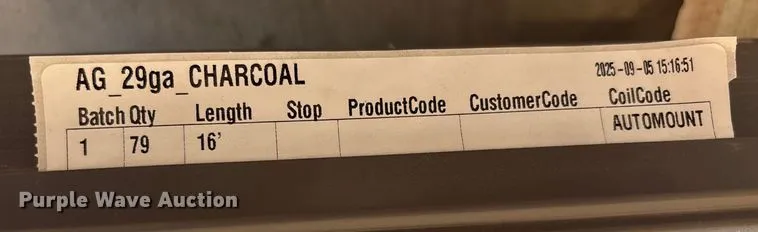 AG_29ga_CHARCOAL 2025-09-05 15:16:51
Batch Qty Length Stop ProductCode CustomerCode CoilCode
1 79 16' AUTOMOUNT
Purple Wave Auction